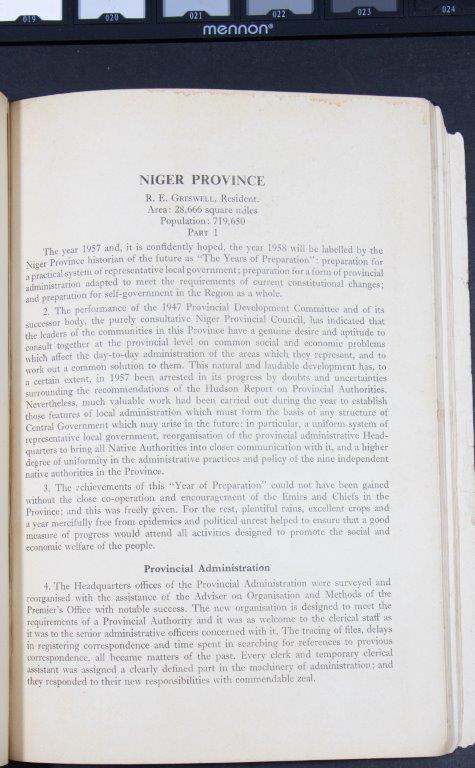 019 020 021 022 023 024
mennon®
NIGER PROVINCE
R. E. GRESWELL, Resident.
Area: 28,666 square miles
Population: 719,650
PART 1
The year 1957 and, it is confidently hoped, the year 1958 will be labelled by the
Niger Province historian of the future as "The Years of Preparation": preparation for
a practical system of representative local government; preparation for a form of provincial
administration adapted to meet the requirements of current constitutional changes;
and preparation for self-government in the Region as a whole.
2. The performance of the 1947 Provincial Development Committee and of its
successor body, the purely consultative Niger Provincial Council, has indicated that
the leaders of the communities in this Province have a genuine desire and aptitude to
consult together at the provincial level on common social and economic problems
which affect the day-to-day administration of the areas which they represent, and to
work out a common solution to them. This natural and laudable development has, to
a certain extent, in 1957 been arrested in its progress by doubts and uncertainties
surrounding the recommendations of the Hudson Report on Provincial Authorities.
Nevertheless, much valuable work had been carried out during the year to establish
those features of local administration which must form the basis of any structure of
Central Government which may arise in the future: in particular, a uniform system of
representative local government, reorganisation of the provincial administrative Head-
quarters to bring all Native Authorities into closer communication with it, and a higher
degree of uniformity in the administrative practices and policy of the nine independent
native authorities in the Province.
3. The achievements of this "Year of Preparation" could not have been gained
without the close co-operation and encouragement of the Emirs and Chiefs in the
Province; and this was freely given. For the rest, plentiful rains, excellent crops and
a year mercifully free from epidemics and political unrest helped to ensure that a good
measure of progress would attend all activities designed to promote the social and
economic welfare of the people.
Provincial Administration
4. The Headquarters offices of the Provincial Administration were surveyed and
reorganised with the assistance of the Adviser on Organisation and Methods of the
Premier's Office with notable success. The new organisation is designed to meet the
requirements of a Provincial Authority and it was as welcome to the clerical staff as
it was to the senior administrative officers concerned with it. The tracing of files, delays
in registering correspondence and time spent in searching for references to previous
correspondence, all became matters of the past. Every clerk and temporary clerical
assistant was assigned a clearly defined part in the machinery of administration; and
they responded to their new responsibilities with commendable zeal.